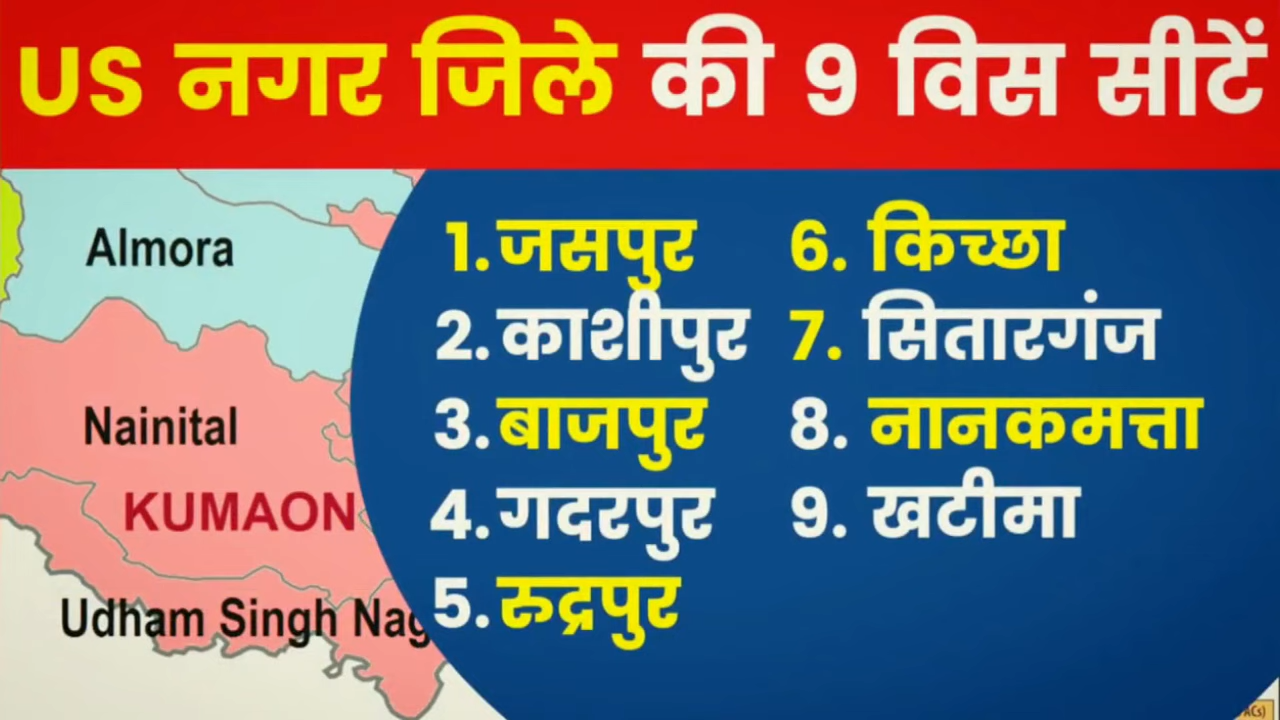 US नगर जिले की 9 विस सीटें
Almora
Nainital
KUMAON
Udham Singh Nag
1. जसपुर
2. काशीपुर
3. बाजपुर
4. गदरपुर
5. रुद्रपुर
6. किच्छा
7. सितारगंज
8. नानकमत्ता
9. खटीमा
ACs)